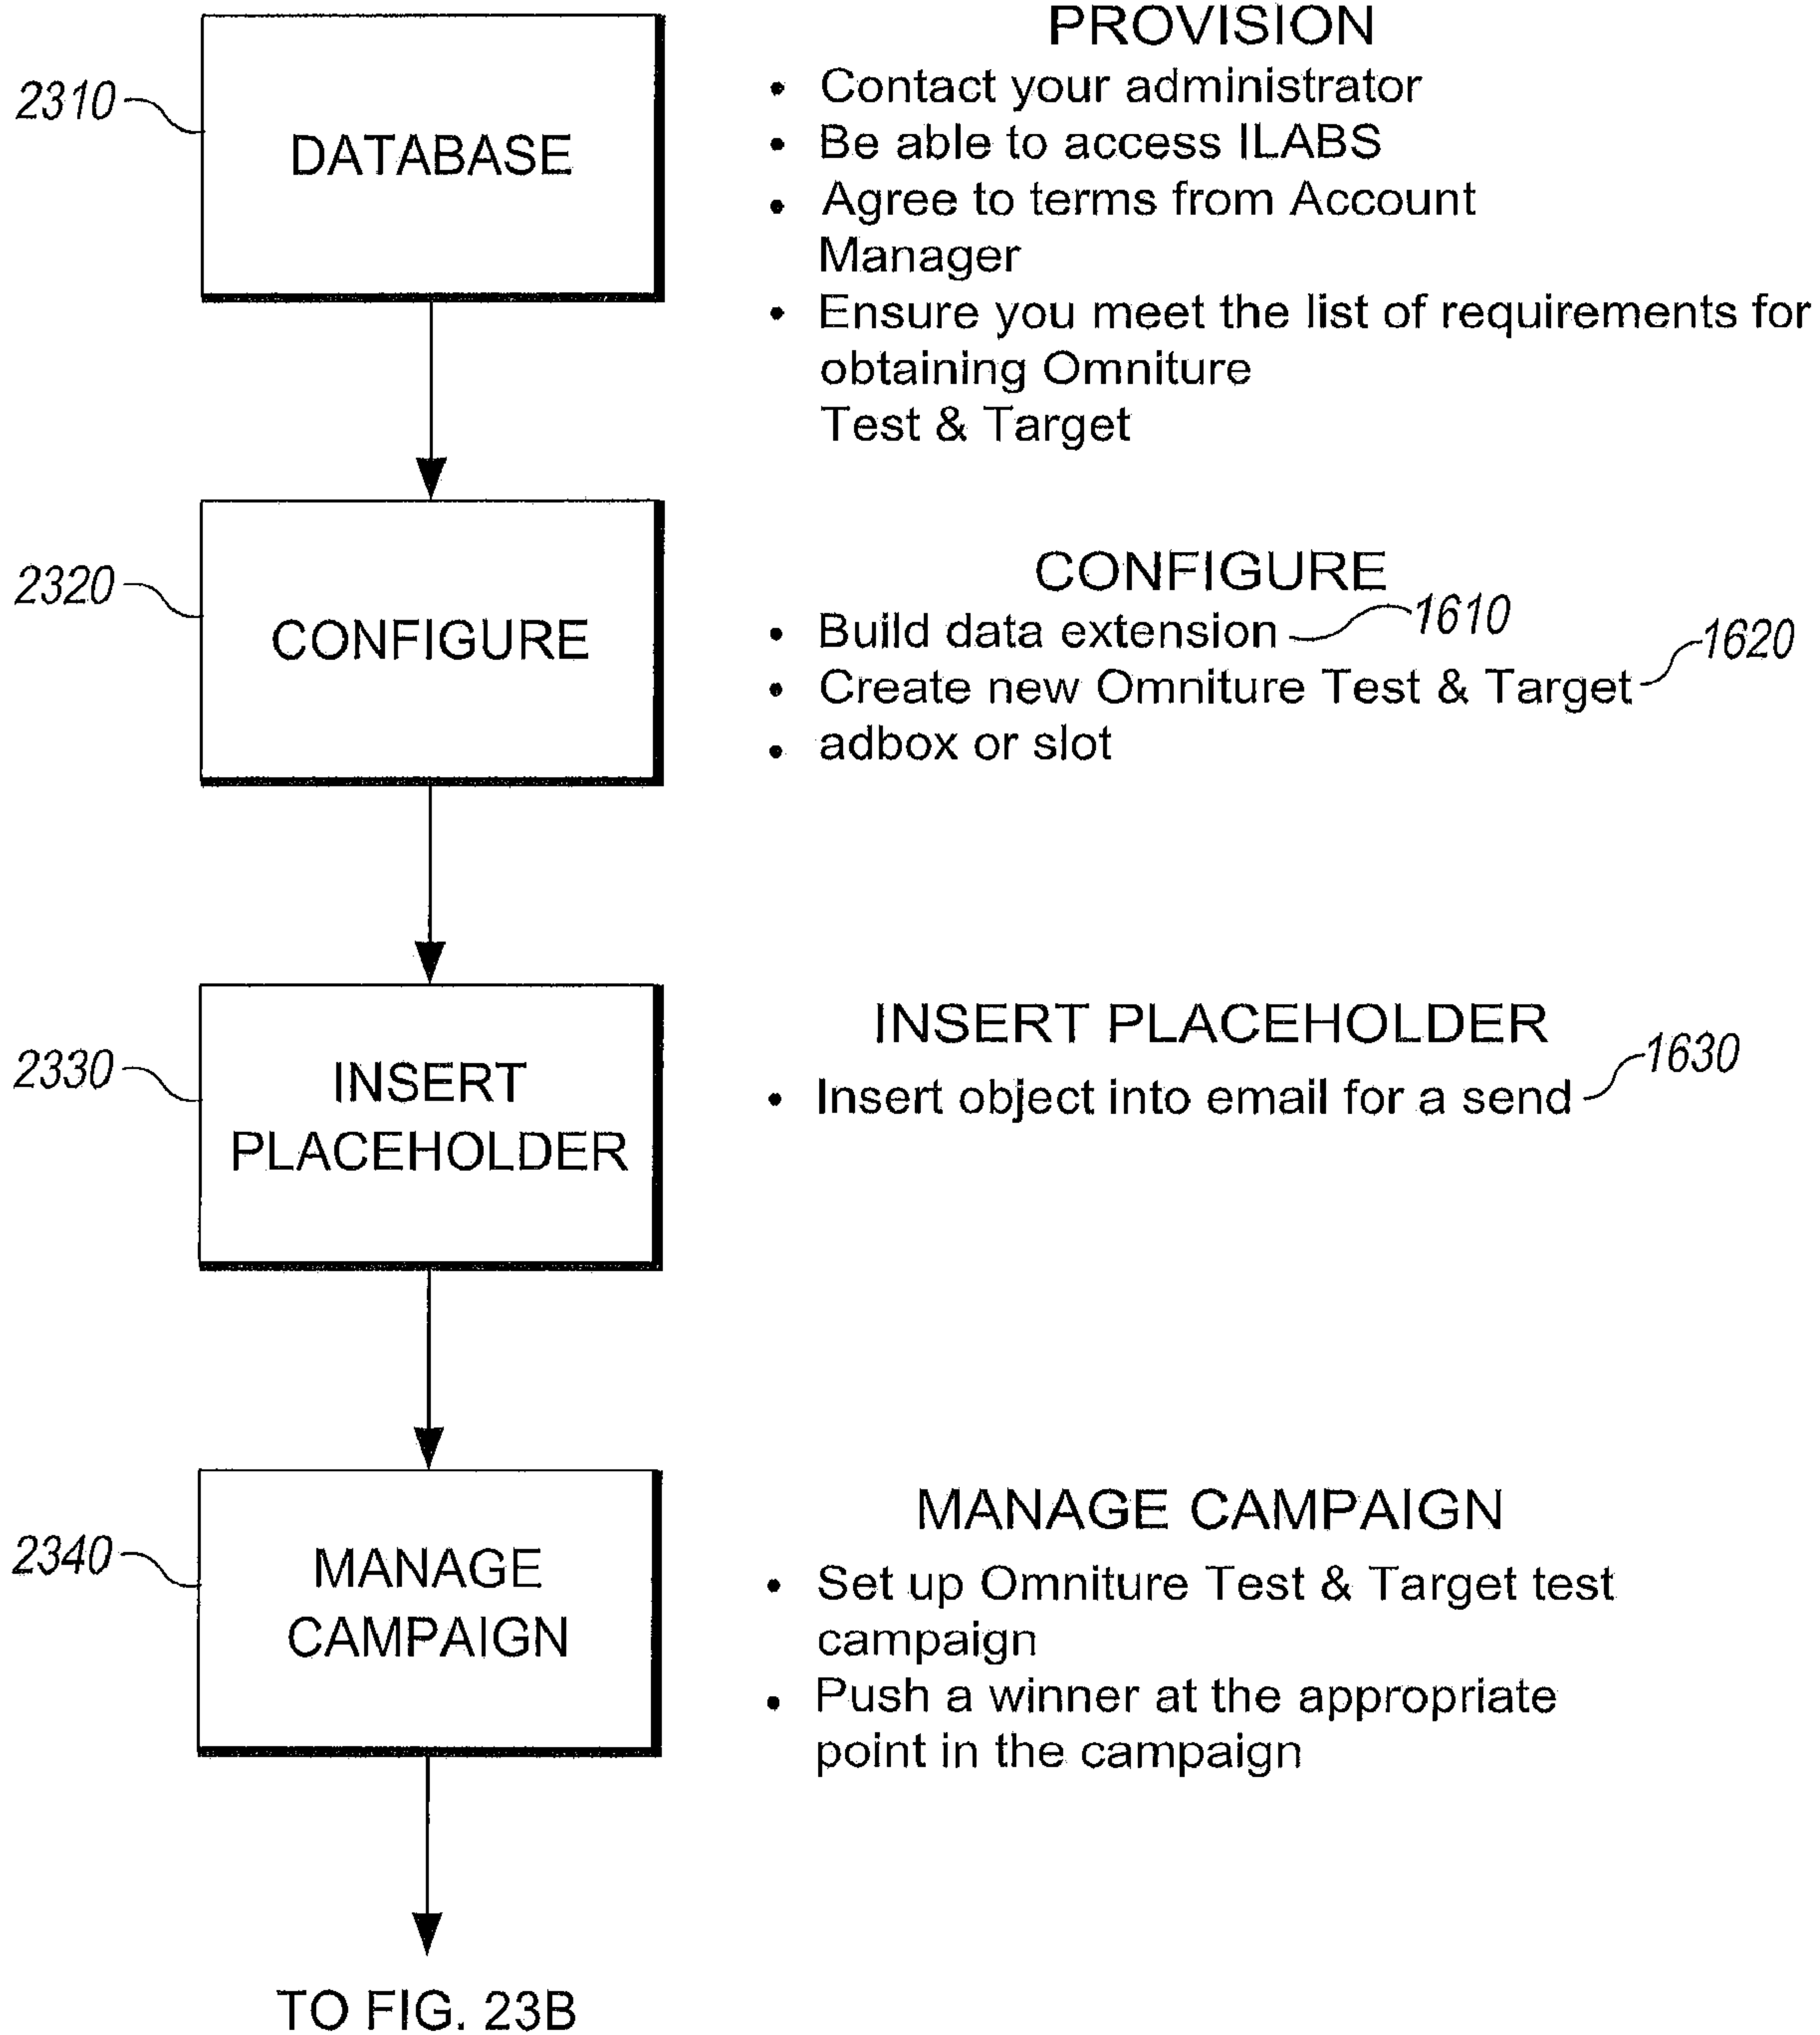 PROVISION
2310
DATABASE
• Contact your administrator
• Be able to access ILABS
• Agree to terms from Account
Manager
• Ensure you meet the list of requirements for
obtaining Omniture
Test & Target
2320
CONFIGURE
CONFIGURE
• Build data extension 1610
• Create new Omniture Test & Target 1620
• adbox or slot
2330
INSERT
PLACEHOLDER
INSERT PLACEHOLDER
• Insert object into email for a send 1630
2340
MANAGE
CAMPAIGN
MANAGE CAMPAIGN
• Set up Omniture Test & Target test
campaign
• Push a winner at the appropriate
point in the campaign
TO FIG. 23B